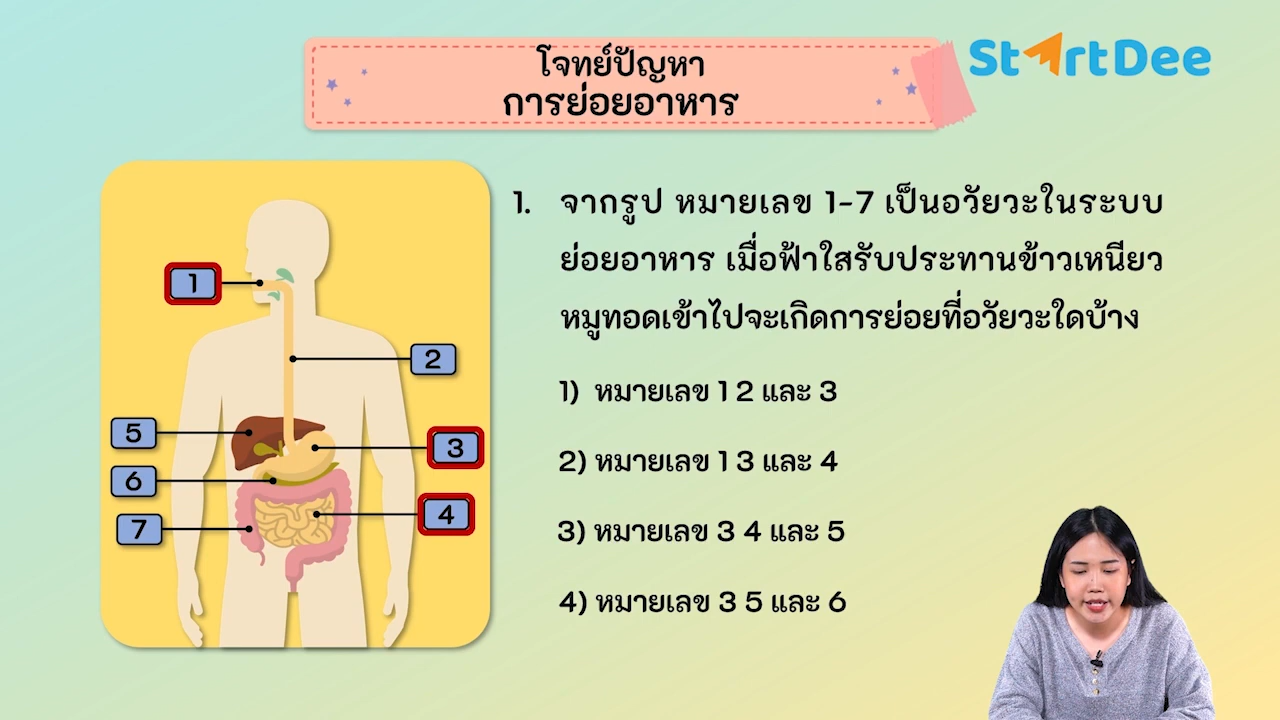 โจทย์ปัญหา
การย่อยอาหาร
StartDee
1. จากรูป หมายเลข 1-7 เป็นอวัยวะในระบบ
ย่อยอาหาร เมื่อฟ้าใสรับประทานข้าวเหนียว
หมูทอดเข้าไปจะเกิดการย่อยที่อวัยวะใดบ้าง
1) หมายเลข 1 2 และ 3
2) หมายเลข 1 3 และ 4
3) หมายเลข 3 4 และ 5
4) หมายเลข 3 5 และ 6
1
2
5
3
6
4
7